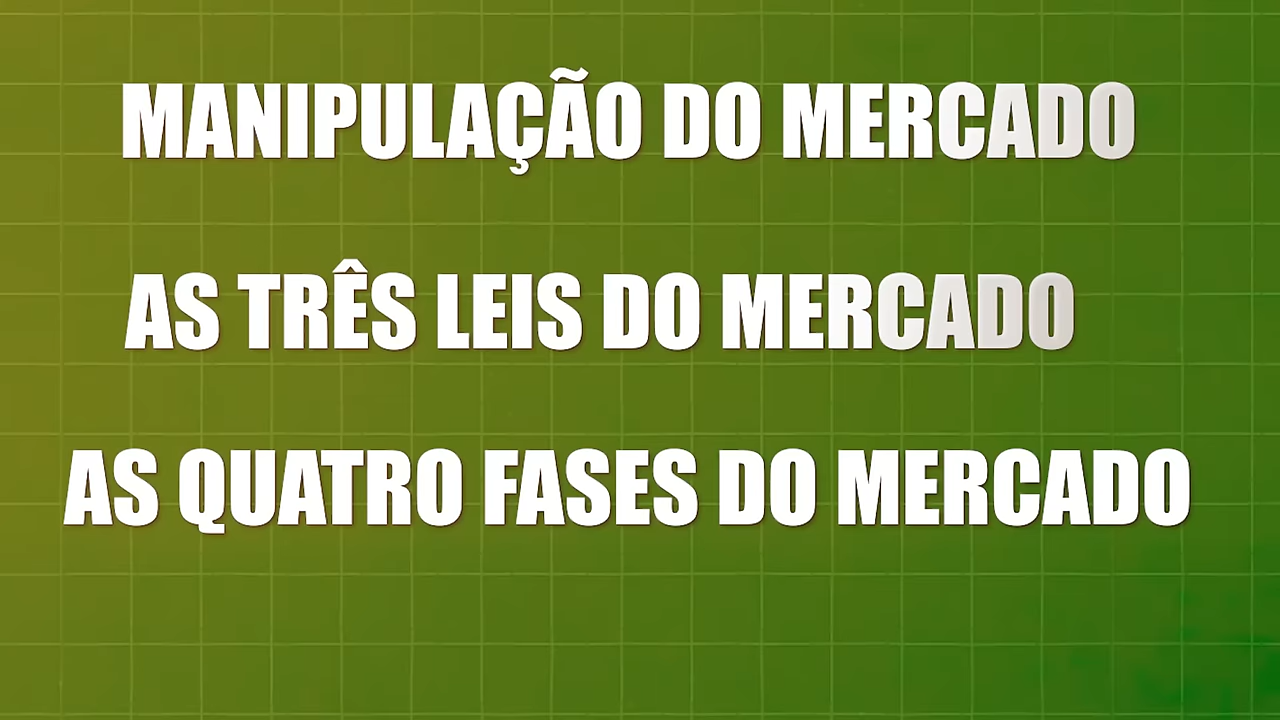 MANIPULAÇÃO DO MERCADO
AS TRÊS LEIS DO MERCADO
AS QUATRO FASES DO MERCADO